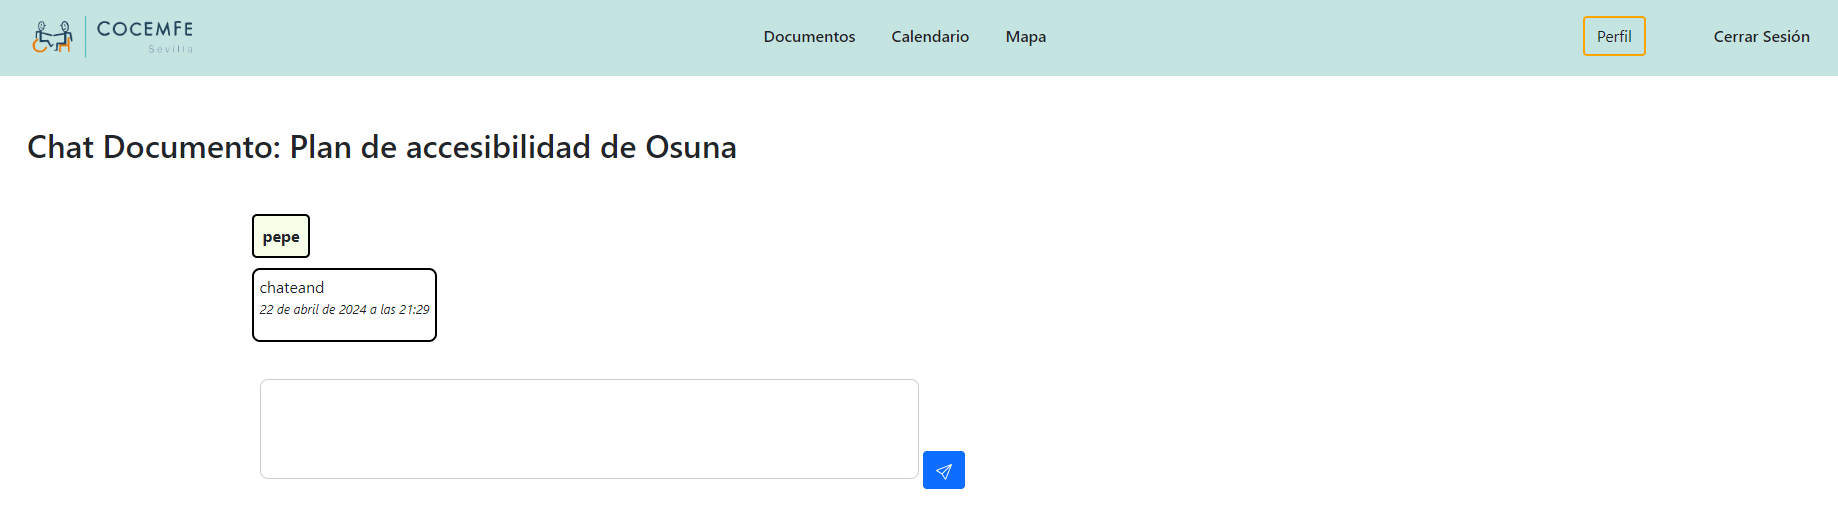 COCEMFE
Sevilla
Documentos Calendario Mapa Perfil Cerrar Sesión
Chat Documento: Plan de accesibilidad de Osuna
pepe
chateand
22 de abril de 2024 a las 21:29